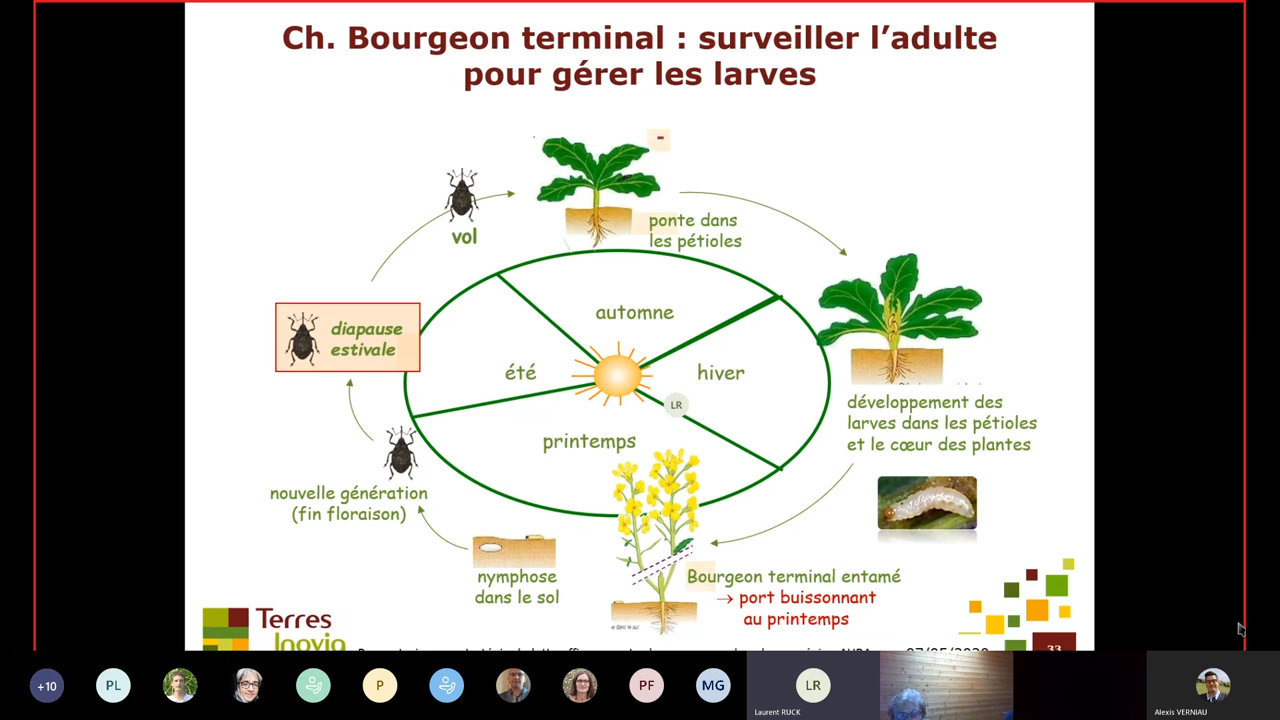 Ch. Bourgeon terminal : surveiller l’adulte
pour gérer les larves
-
vol
ponte dans
les pétioles
diapause
estivale
automne
été
hiver
LR
printemps
développement des
larves dans les pétioles
et le cœur des plantes
nouvelle génération
(fin floraison)
nymphose
dans le sol
Bourgeon terminal entamé
→ port buissonnant
au printemps
Terres
Inovia
33
+10
PL
P
PF
MG
LR
Laurent RUCK
Alexis VERNIAU